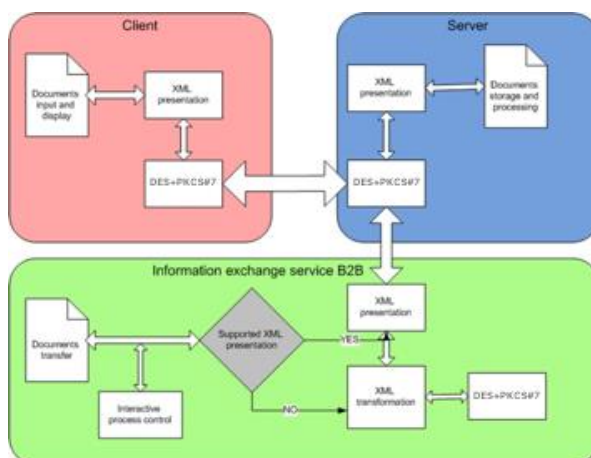 Client
Server
Documents
input and
display
XML
presentation
XML
presentation
Documents
storage and
processing
DES+PKCS#7
DES+PKCS#7
Information exchange service B2B
Documents
transfer
Supported XML
presentation
XML
presentation
YES
Interactive
process control
NO
XML
transformation
DES+PKCS#7